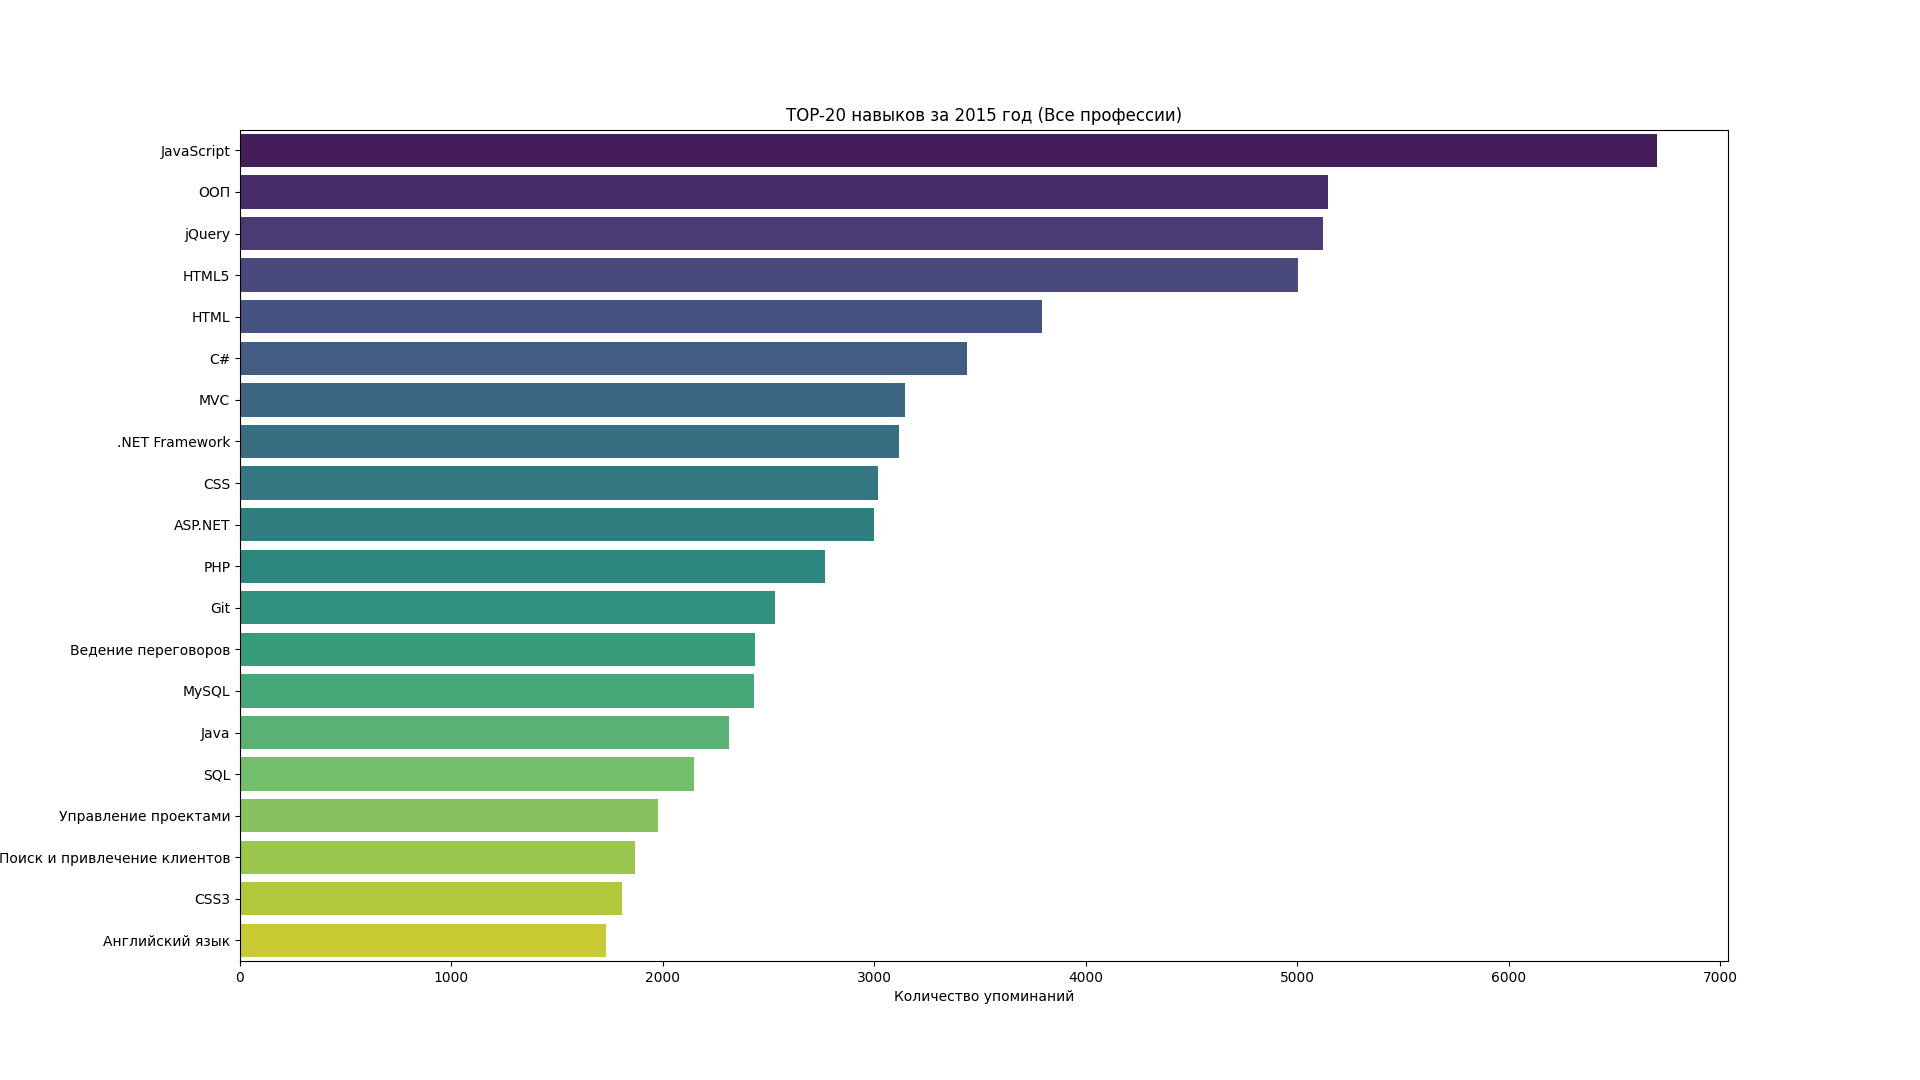 TOP-20 навыков за 2015 год (Все профессии)
JavaScript
ООП
jQuery
HTML5
HTML
C#
MVC
.NET Framework
CSS
ASP.NET
PHP
Git
Ведение переговоров
MySQL
Java
SQL
Управление проектами
Поиск и привлечение клиентов
CSS3
Английский язык
0 1000 2000 3000 4000 5000 6000 7000
Количество упоминаний